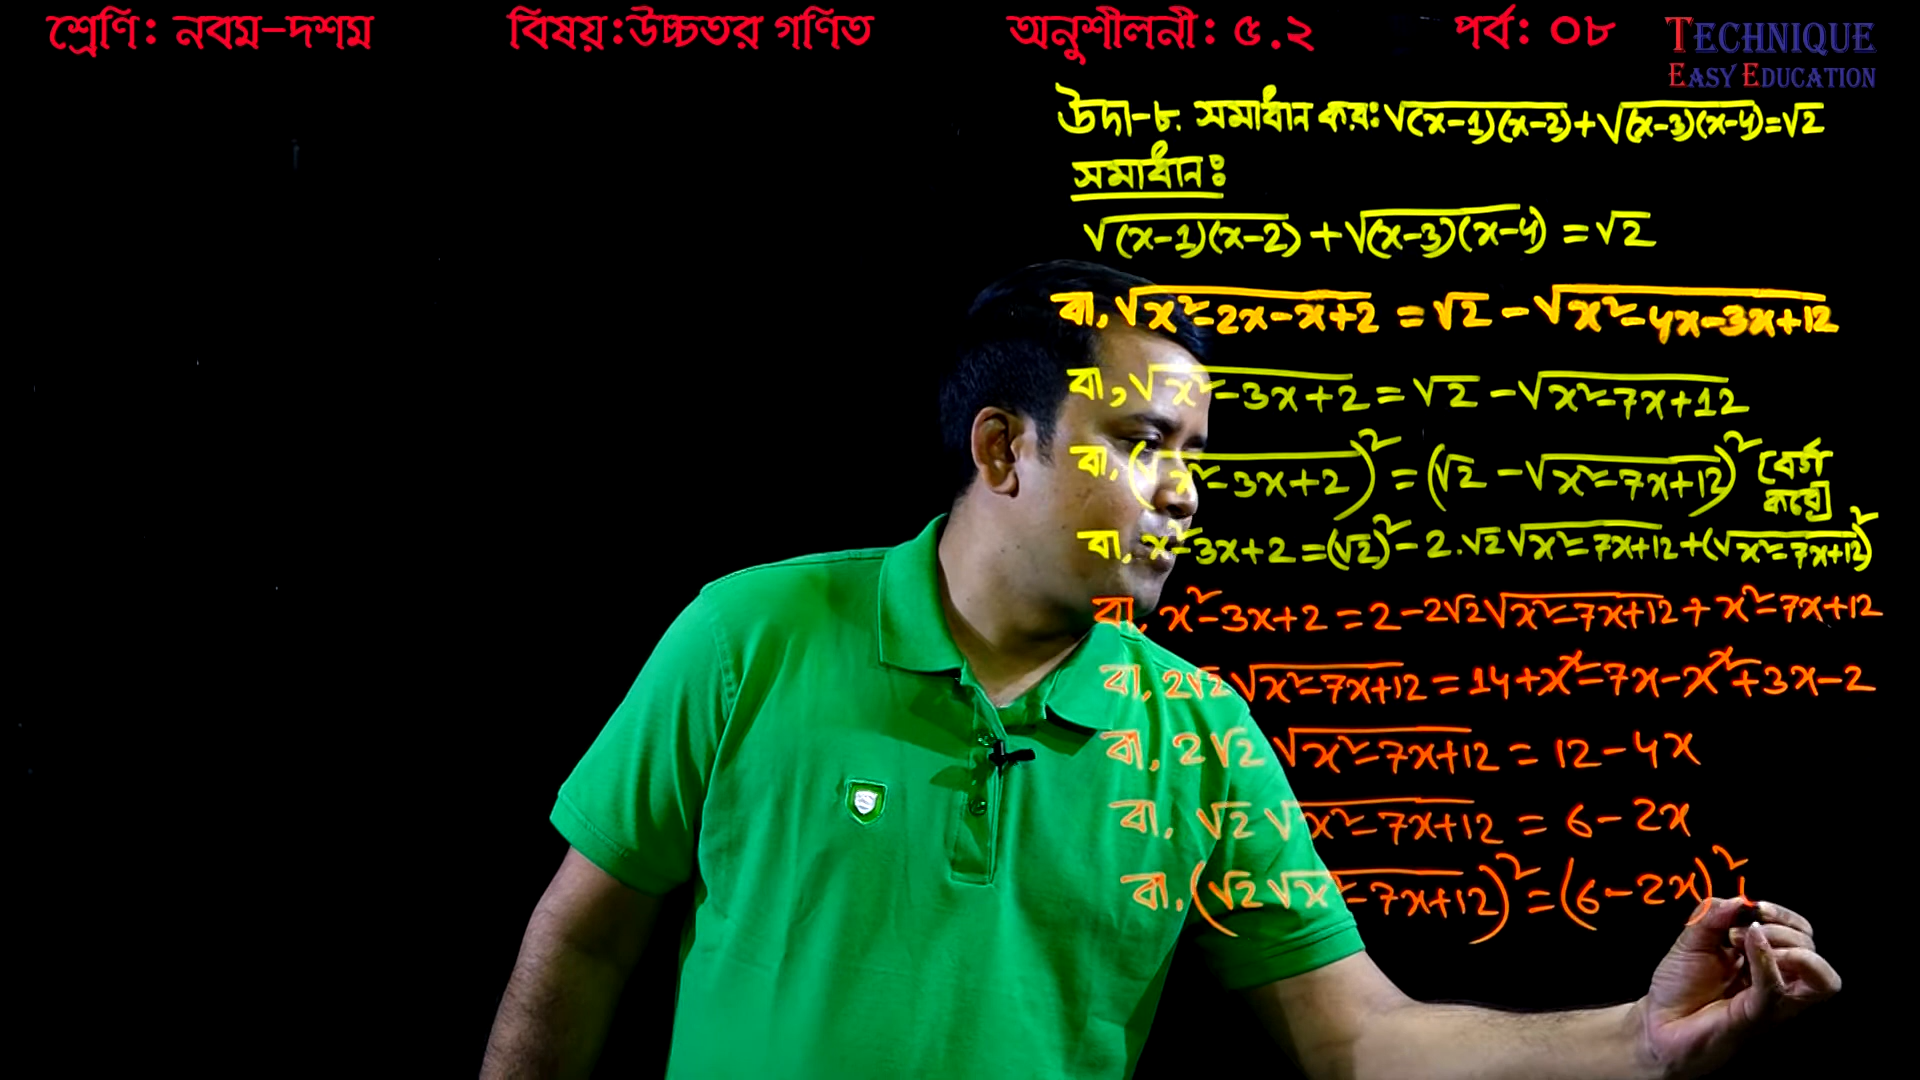 শ্রেণি: নবম-দশম বিষয়:উচ্চতর গণিত অনুশীলনী: ৫.২ পর্ব: ০৮
TECHNIQUE
EASY EDUCATION
উদা-৮. সমাধান কর: √(x-1)(x-2)+√(x-3)(x-4)=√2
সমাধানঃ
√(x-1)(x-2) + √(x-3)(x-4) = √2
বা, √x²-2x-x+2 = √2 - √x²-4x-3x+12
বা, √x²-3x+2 = √2 - √x²-7x+12
বা, (√x²-3x+2)² = (√2 - √x²-7x+12)² [বর্গ করে]
বা, x²-3x+2 = (√2)² - 2.√2√x²-7x+12 + (√x²-7x+12)²
বা, x²-3x+2 = 2-2√2√x²-7x+12 + x²-7x+12
বা, 2√2√x²-7x+12 = 14+x²-7x-x²+3x-2
বা, 2√2 √x²-7x+12 = 12-4x
বা, √2 √x²-7x+12 = 6-2x
বা, (√2√x²-7x+12)² = (6-2x)² [